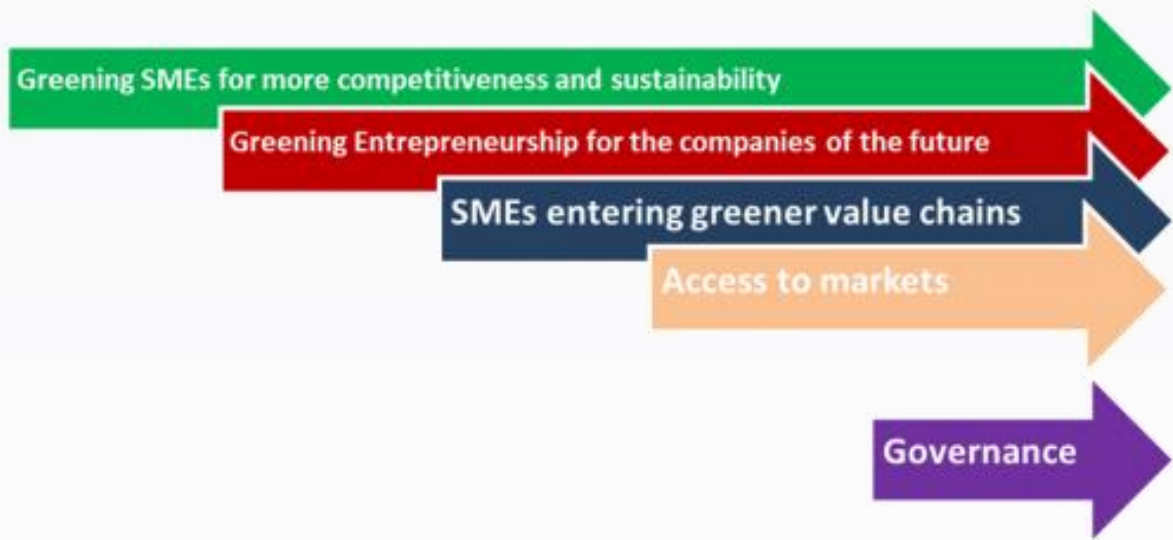 Greening SMEs for more competitiveness and sustainability
Greening Entrepreneurship for the companies of the future
SMEs entering greener value chains
Access to markets
Governance